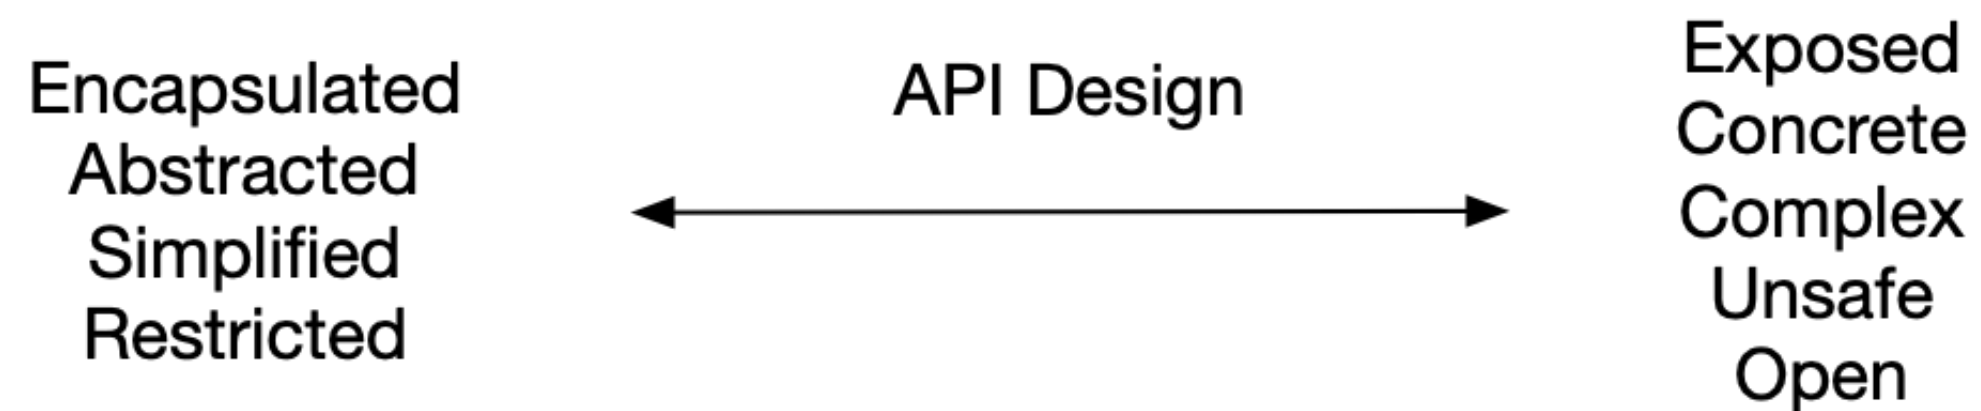 Encapsulated
Abstracted
Simplified
Restricted
API Design
Exposed
Concrete
Complex
Unsafe
Open